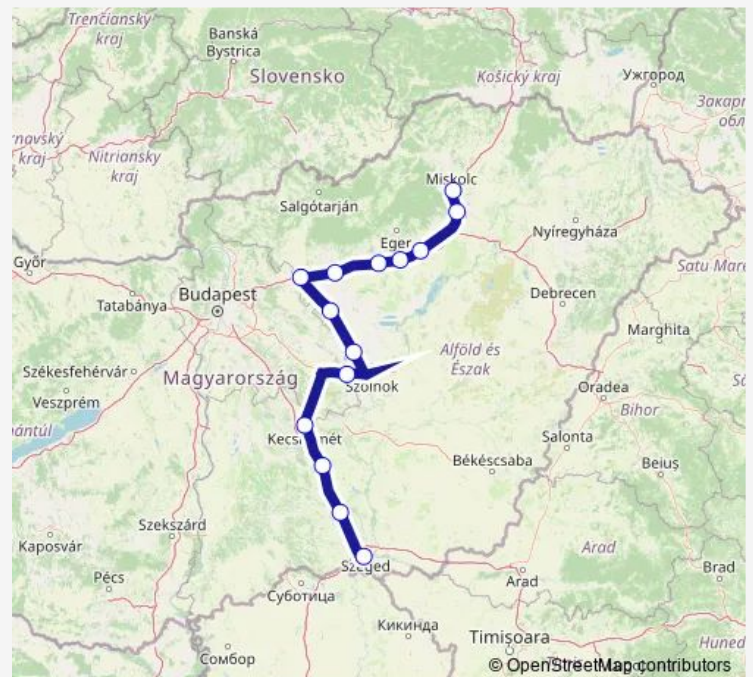 Trenčiansky
kraj
Banská
Bystrica
Slovensko
Košický kraj
Ужгород
Закарп
обл
rnavský
kraj
Nitriansky
kraj
Miskolc
Salgótarján
Eger
Nyíregyháza
Győr
Budapest
Tatabánya
Satu Mare
Debrecen
Marghita
Székesfehérvár
Veszprém
Magyarország
Alföld és
Észak
Szolnok
Oradea
Bihor
Salonta
Beiuș
Békéscsaba
Szekszárd
Kaposvár
Pécs
Szeged
Суботица
Arad
Arad
Brad
Кикинда
Timișoara
Сомбор
© OpenStreetMap contributors